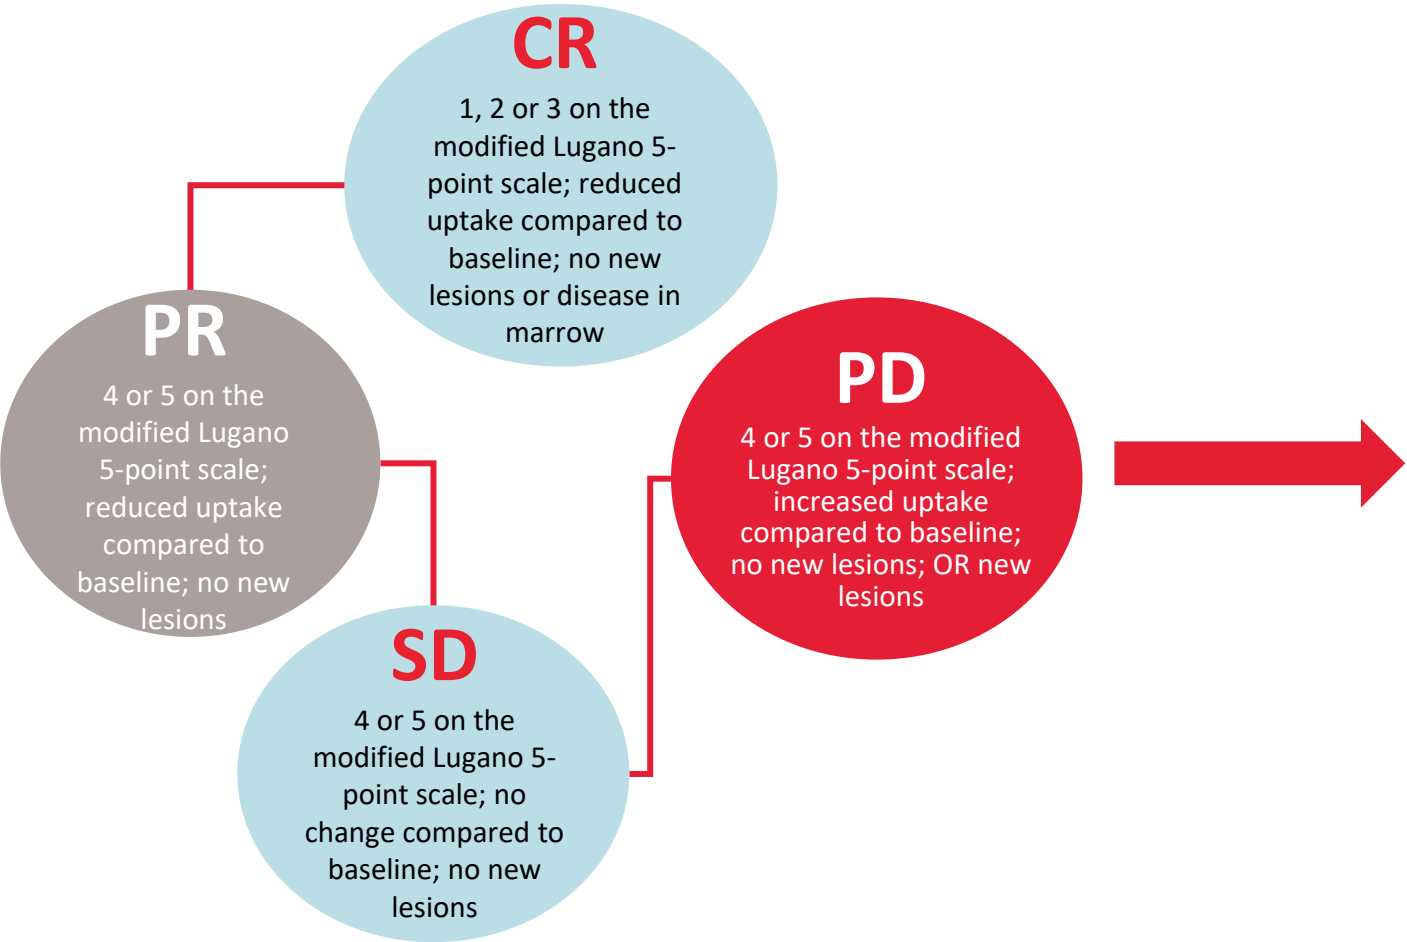 CR
1, 2 or 3 on the
modified Lugano 5-
point scale; reduced
uptake compared to
baseline; no new
lesions or disease in
marrow
PR
4 or 5 on the
modified Lugano
5-point scale;
reduced uptake
compared to
baseline; no new
lesions
SD
4 or 5 on the
modified Lugano 5-
point scale; no
change compared to
baseline; no new
lesions
PD
4 or 5 on the modified
Lugano 5-point scale;
increased uptake
compared to baseline;
no new lesions; OR new
lesions